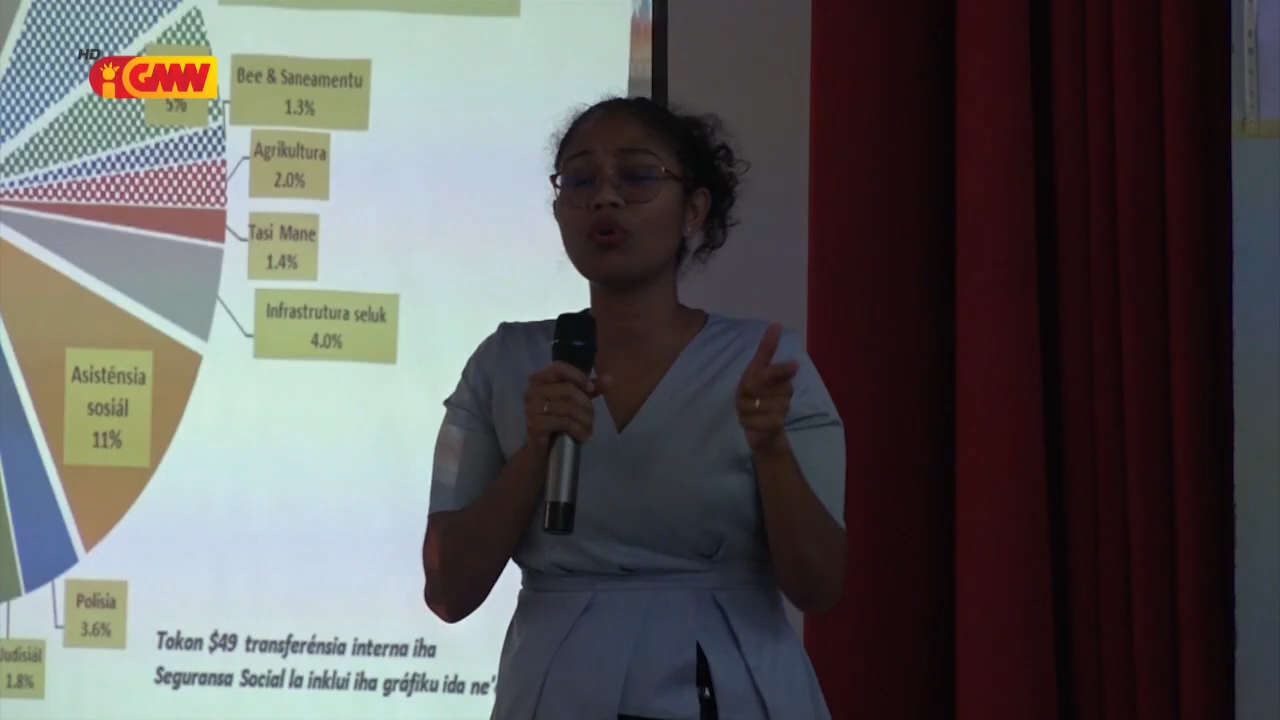 HD
GMN
5%
Bee & Saneamentu
1.3%
Agrikultura
2.0%
Tasi Mane
1.4%
Infrastrutura seluk
4.0%
Asisténsia
sosiál
11%
Polísia
3.6%
Judisiál
1.8%
Tokon $49 transferénsia interna iha
Seguransa Social la inklui iha gráfiku ida